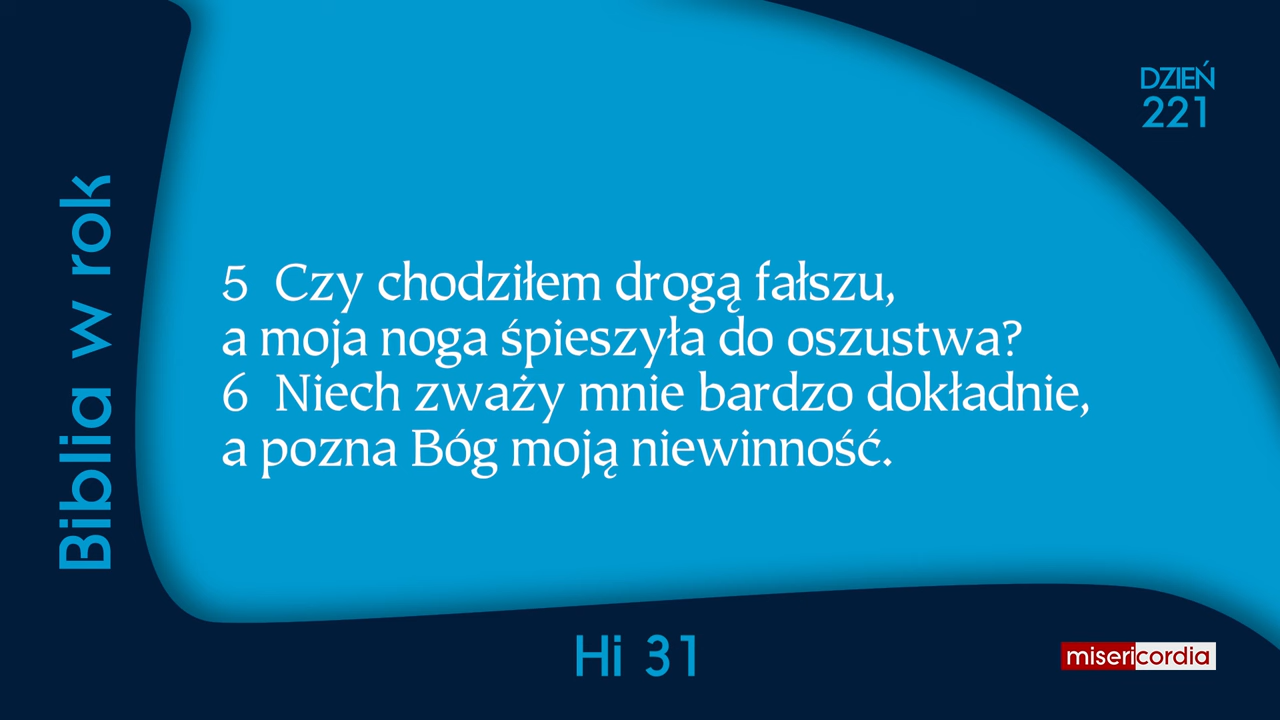 DZIEŃ
221
Biblia w rok
5 Czy chodziłem drogą fałszu,
a moja noga śpieszyła do oszustwa?
6 Niech zważy mnie bardzo dokładnie,
a pozna Bóg moją niewinność.
Hi 31
misericordia